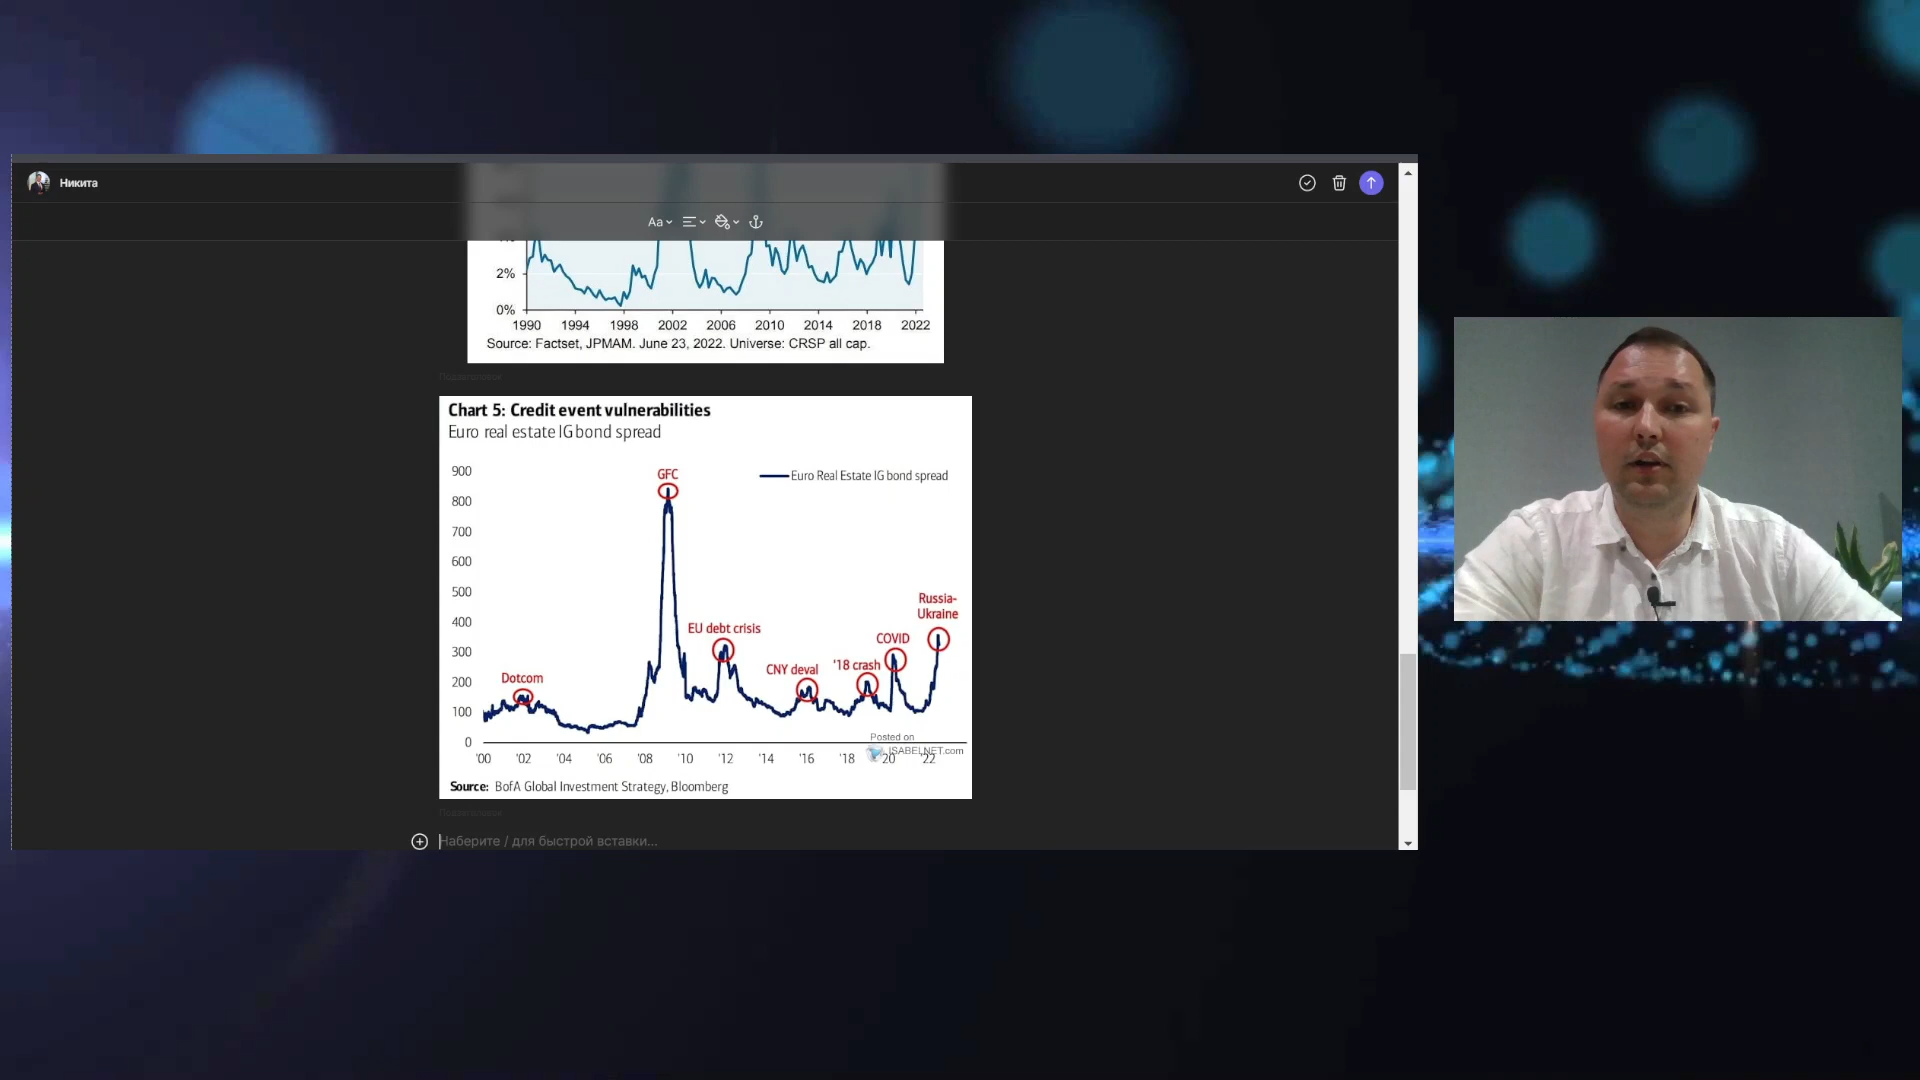 Никита
Aa
2%
0%
1990 1994 1998 2002 2006 2010 2014 2018 2022
Source: Factset, JPMAM. June 23, 2022. Universe: CRSP all cap.
Подзаголовок
Chart 5: Credit event vulnerabilities
Euro real estate IG bond spread
900
800
700
600
500
400
300
200
100
0
Euro Real Estate IG bond spread
GFC
Russia-
Ukraine
EU debt crisis
COVID
'18 crash
CNY deval
Dotcom
Posted on
ISABELNET.com
'00 '02 '04 '06 '08 '10 '12 '14 '16 '18 '20 '22
Source: BofA Global Investment Strategy, Bloomberg
Подзаголовок
Наберите / для быстрой вставки...